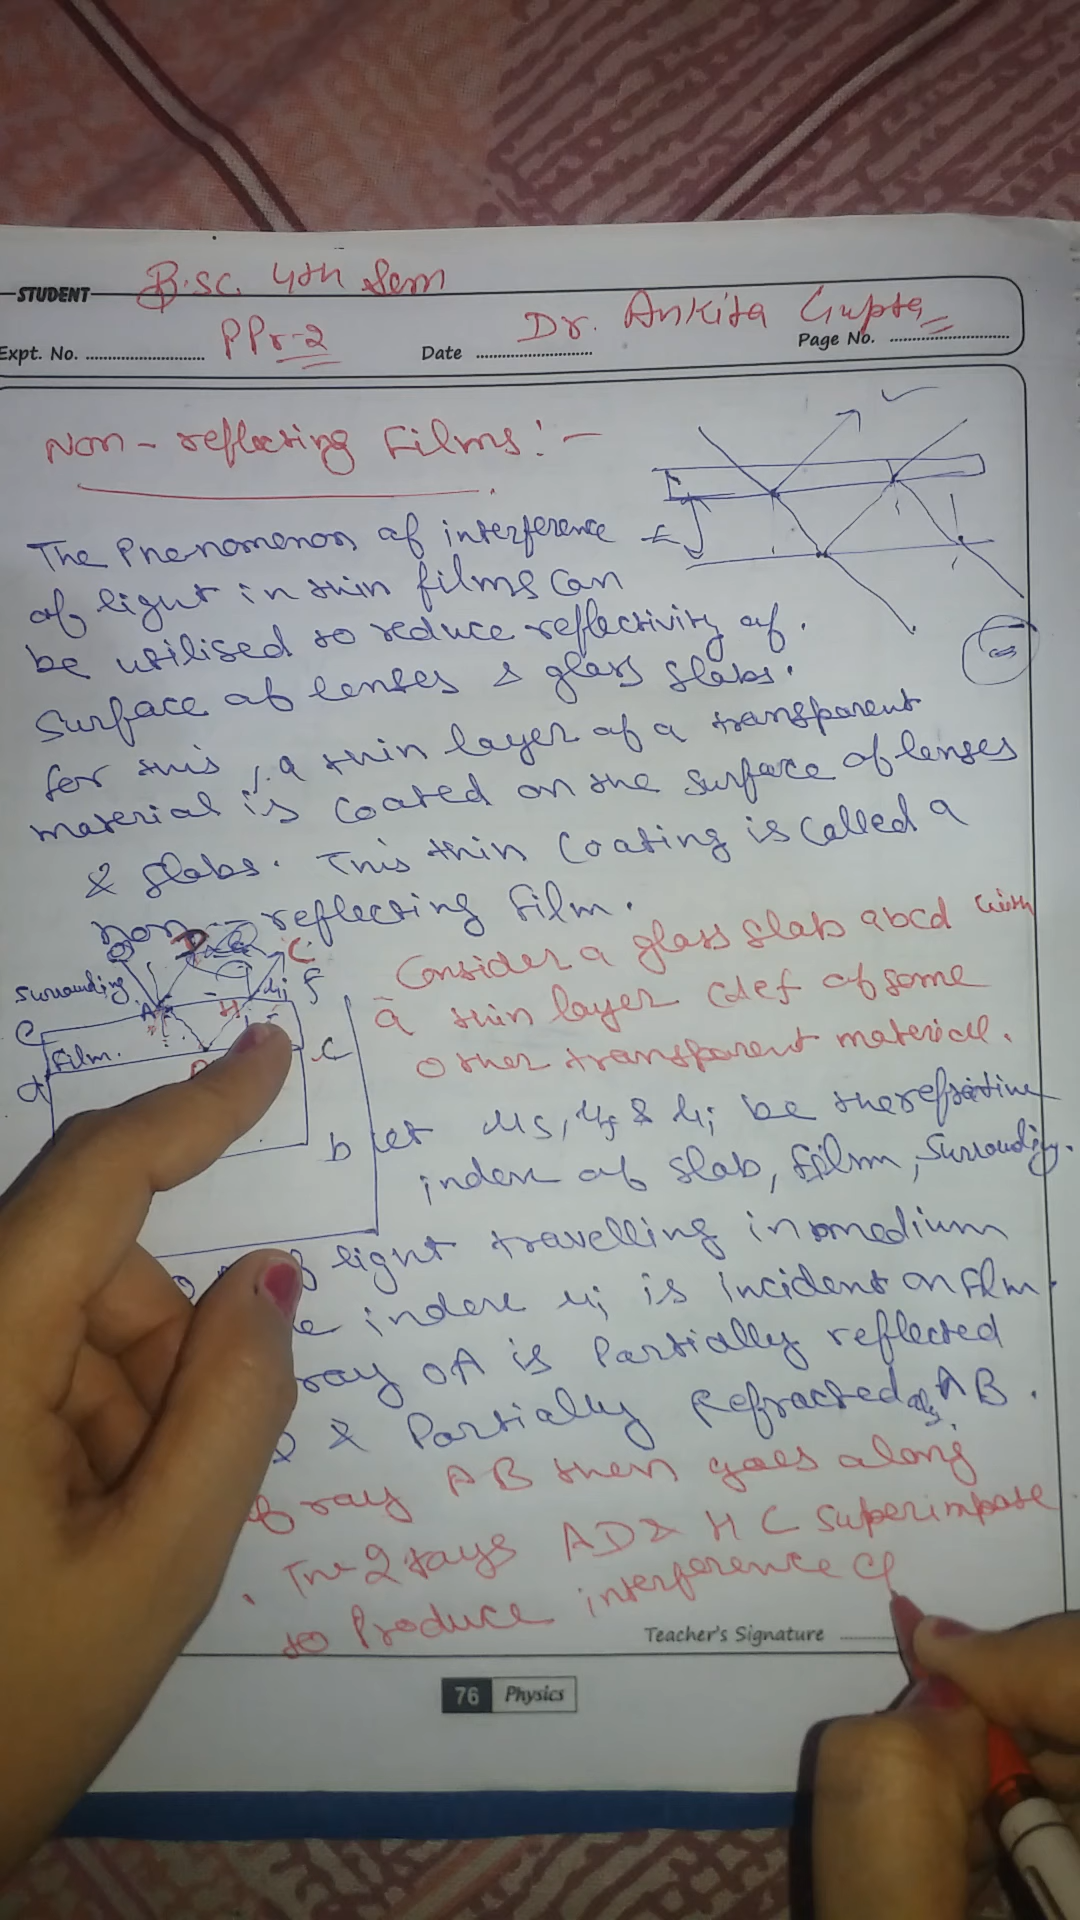 STUDENT
B.Sc. 4th Sem
Expt. No.
PPr-2
Date
Dr. Ankita Gupta
Page No.
Non-reflecting Films:-
The Phenomenon of interference
of light in thin films can
be utilised to reduce reflectivity of
Surface of lenses & glass slabs.
for this, a thin layer of a transparent
material is coated on the surface of lenses
& slabs. This thin coating is called a
non-reflecting film.
D
C
Surrounding
A
H
μi
f
e
film.
c
d
b
t
Consider a glass slab abcd with
a thin layer cdef of some
other transparent material.
let μs, μf & μi be the refractive
index of slab, film, surrounding.
of light travelling in medium
index μi is incident on film.
ray OA is Partially reflected
& Partially Refracted along AB.
of ray AB then goes along
. The 2 rays AD & HC superimpose
to Produce interference
Teacher's Signature
76 Physics